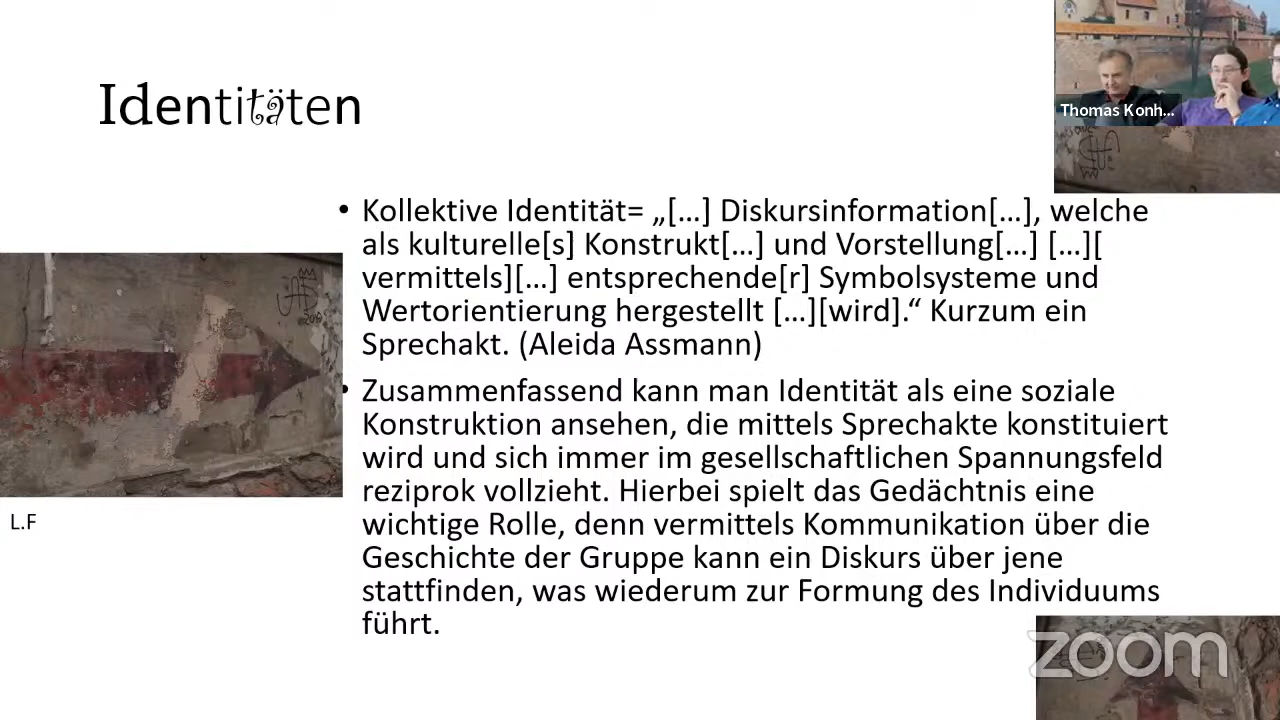 Identitäten
Thomas Konh...
• Kollektive Identität= „[…] Diskursinformation[…], welche
als kulturelle[s] Konstrukt[…] und Vorstellung[…] […][
vermittels][…] entsprechende[r] Symbolsysteme und
Wertorientierung hergestellt […][wird].“ Kurzum ein
Sprechakt. (Aleida Assmann)
• Zusammenfassend kann man Identität als eine soziale
Konstruktion ansehen, die mittels Sprechakte konstituiert
wird und sich immer im gesellschaftlichen Spannungsfeld
reziprok vollzieht. Hierbei spielt das Gedächtnis eine
wichtige Rolle, denn vermittels Kommunikation über die
Geschichte der Gruppe kann ein Diskurs über jene
stattfinden, was wiederum zur Formung des Individuums
führt.
L.F
zoom